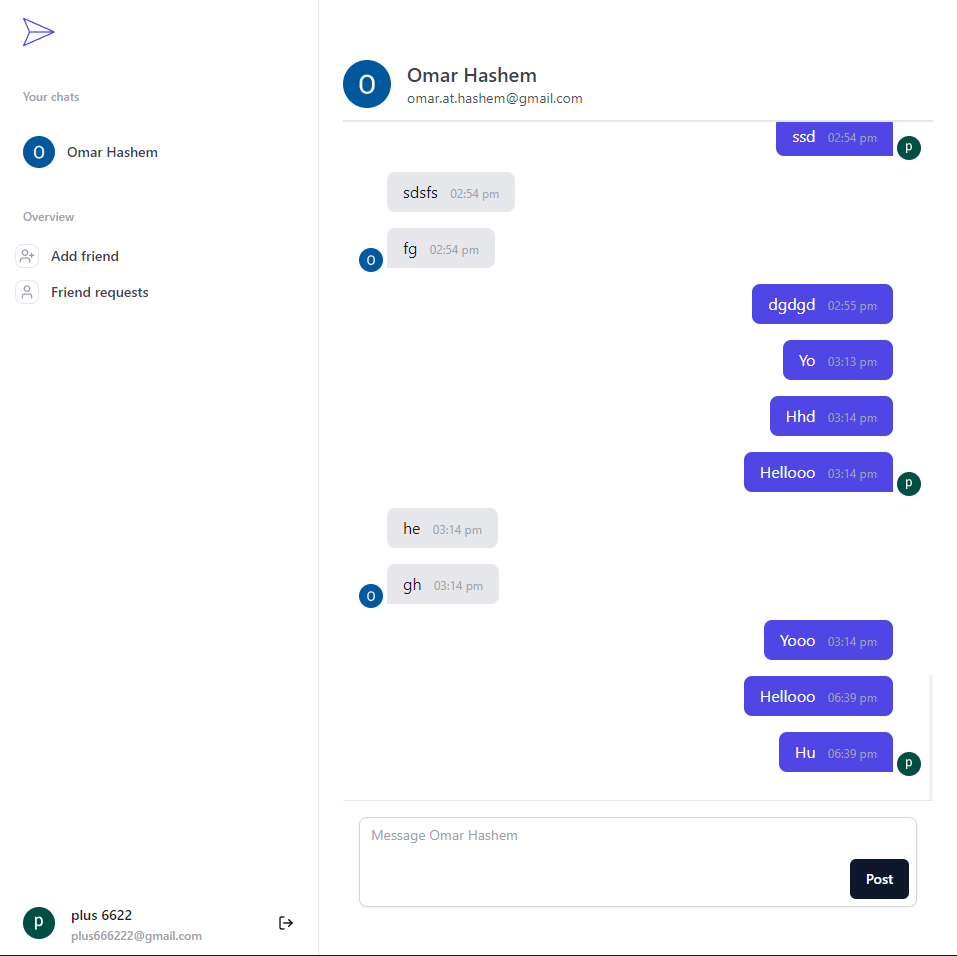 Your chats
O Omar Hashem
Overview
Add friend
Friend requests
p plus 6622
plus666222@gmail.com
O Omar Hashem
omar.at.hashem@gmail.com
ssd 02:54 pm p
sdsfs 02:54 pm
O fg 02:54 pm
dgdgd 02:55 pm
Yo 03:13 pm
Hhd 03:14 pm
Hellooo 03:14 pm p
he 03:14 pm
O gh 03:14 pm
Yooo 03:14 pm
Hellooo 06:39 pm
Hu 06:39 pm p
Message Omar Hashem
Post